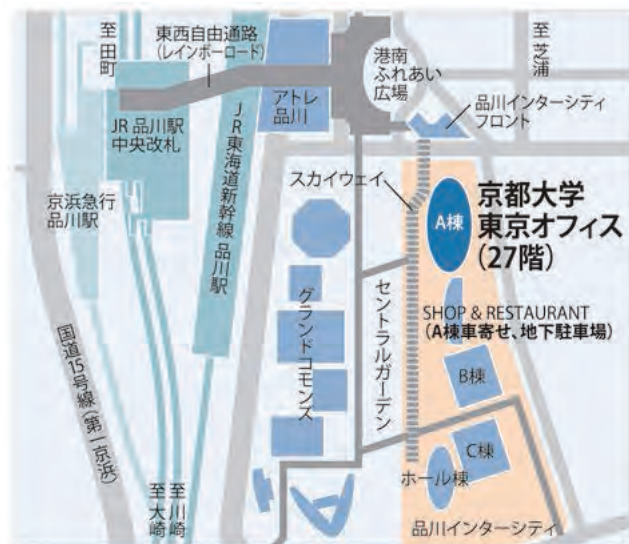 至田町
東西自由通路
(レインボーロード)
港南
ふれあい
広場
至芝浦
アトレ
品川
品川インターシティ
フロント
JR 品川駅
中央改札
JR東海道新幹線 品川駅
スカイウェイ
京浜急行
品川駅
A棟
京都大学
東京オフィス
(27階)
グランドコモンズ
セントラルガーデン
SHOP & RESTAURANT
(A棟車寄せ、地下駐車場)
B棟
国道15号線(第一京浜)
C棟
ホール棟
至大崎
至川崎
品川インターシティ